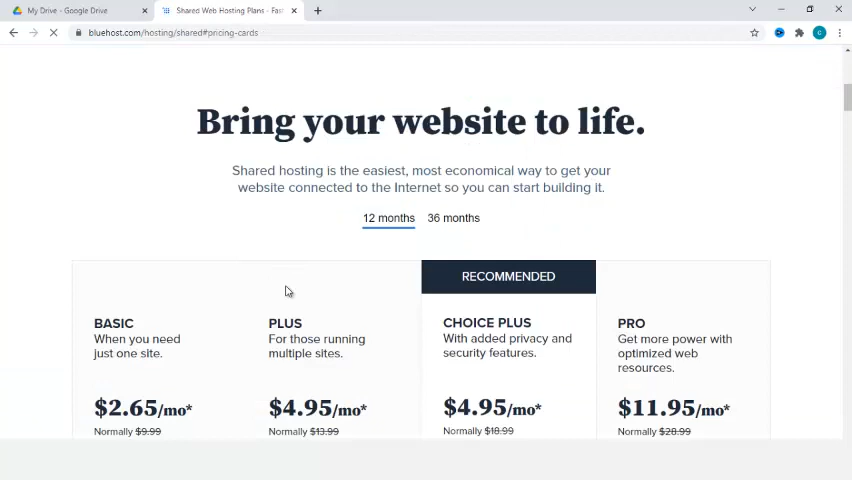 My Drive - Google Drive
Shared Web Hosting Plans - Fast
bluehost.com/hosting/shared#pricing-cards
Bring your website to life.
Shared hosting is the easiest, most economical way to get your
website connected to the Internet so you can start building it.
12 months 36 months
RECOMMENDED
BASIC
When you need
just one site.
$2.65/mo*
Normally $9.99
PLUS
For those running
multiple sites.
$4.95/mo*
Normally $13.99
CHOICE PLUS
With added privacy and
security features.
$4.95/mo*
Normally $18.99
PRO
Get more power with
optimized web
resources.
$11.95/mo*
Normally $28.99